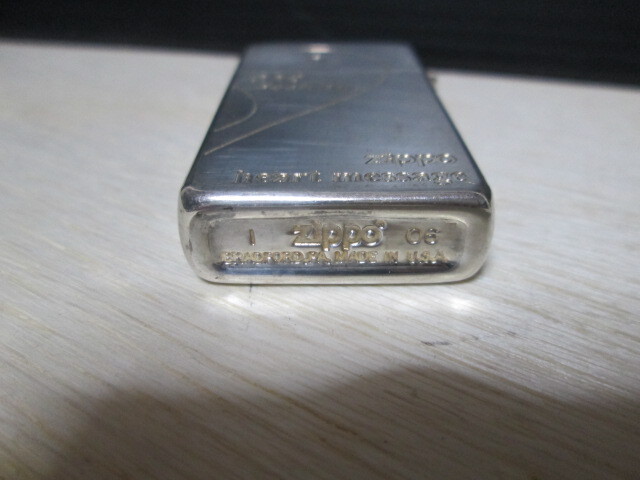 zippo
heart message
I zippo 06
BRADFORD.PA. MADE IN U.S.A.